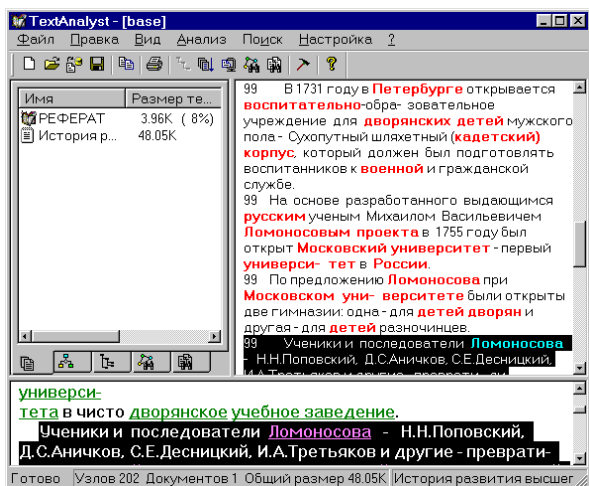 TextAnalyst - [base]
Файл Правка Вид Анализ Поиск Настройка ?
Имя Размер те...
РЕФЕРАТ 3.96K ( 8%)
История р... 48.05K
99 В 1731 году в Петербурге открывается
воспитательно-обра- зовательное
учреждение для дворянских детей мужского
пола - Сухопутный шляхетный (кадетский)
корпус, который должен был подготовлять
воспитанников к военной и гражданской
службе.
99 На основе разработанного выдающимся
русским ученым Михаилом Васильевичем
Ломоносовым проекта в 1755 году был
открыт Московский университет - первый
универси- тет в России.
99 По предложению Ломоносова при
Московском уни- верситете были открыты
две гимназии: одна - для детей дворян и
другая - для детей разночинцев.
99 Ученики и последователи Ломоносова
- Н.Н.Поповский, Д.С.Аничков, С.Е.Десницкий,
И.А.Третьяков и другие - преврати- ли
универси-
тета в чисто дворянское учебное заведение.
Ученики и последователи Ломоносова - Н.Н.Поповский,
Д.С.Аничков, С.Е.Десницкий, И.А.Третьяков и другие - преврати-
Готово Узлов 202 Документов 1 Общий размер 48.05K История развития высшег